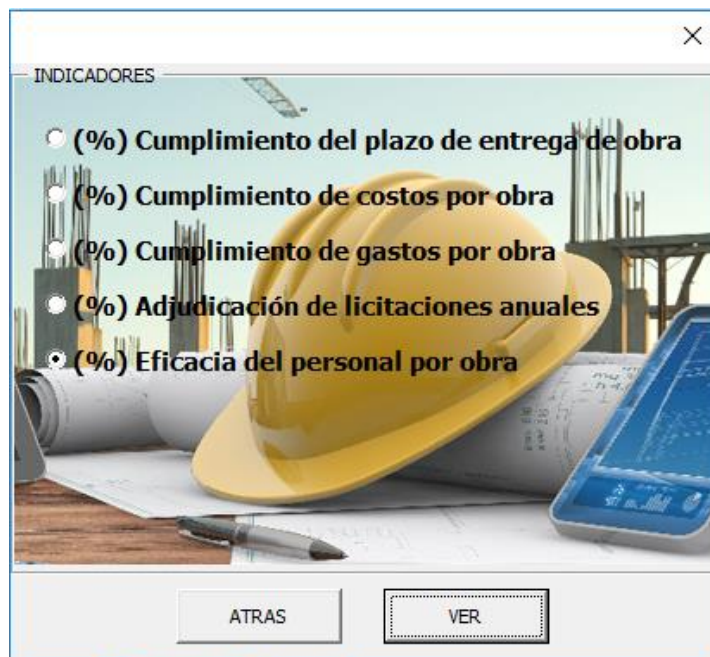 INDICADORES
(%) Cumplimiento del plazo de entrega de obra
(%) Cumplimiento de costos por obra
(%) Cumplimiento de gastos por obra
(%) Adjudicación de licitaciones anuales
(%) Eficacia del personal por obra
ATRAS
VER